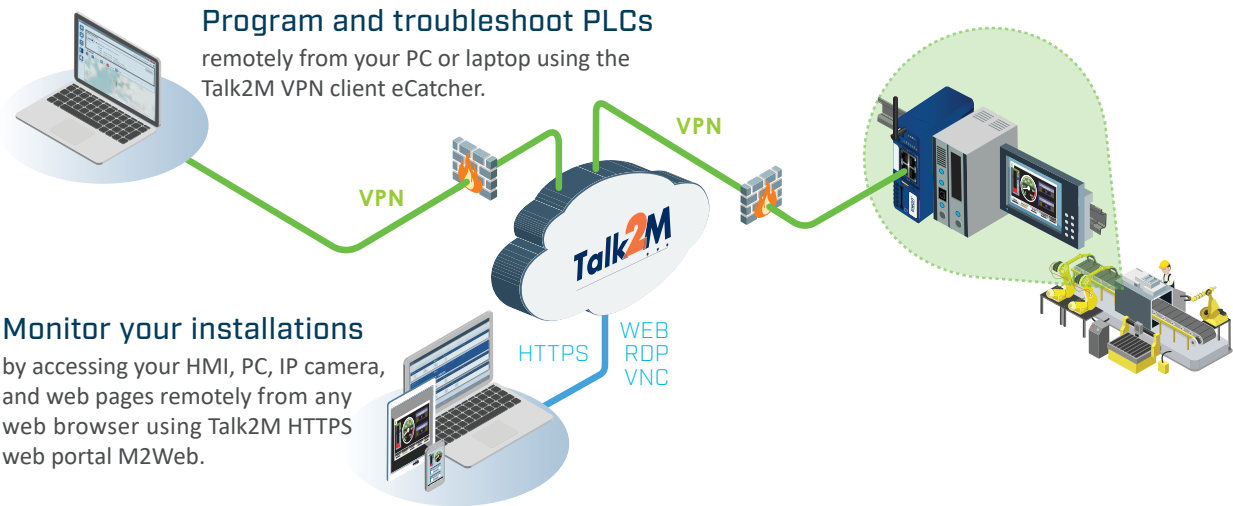 Program and troubleshoot PLCs
remotely from your PC or laptop using the
Talk2M VPN client eCatcher.
VPN
VPN
Talk2M
Monitor your installations
by accessing your HMI, PC, IP camera,
and web pages remotely from any
web browser using Talk2M HTTPS
web portal M2Web.
HTTPS
WEB
RDP
VNC